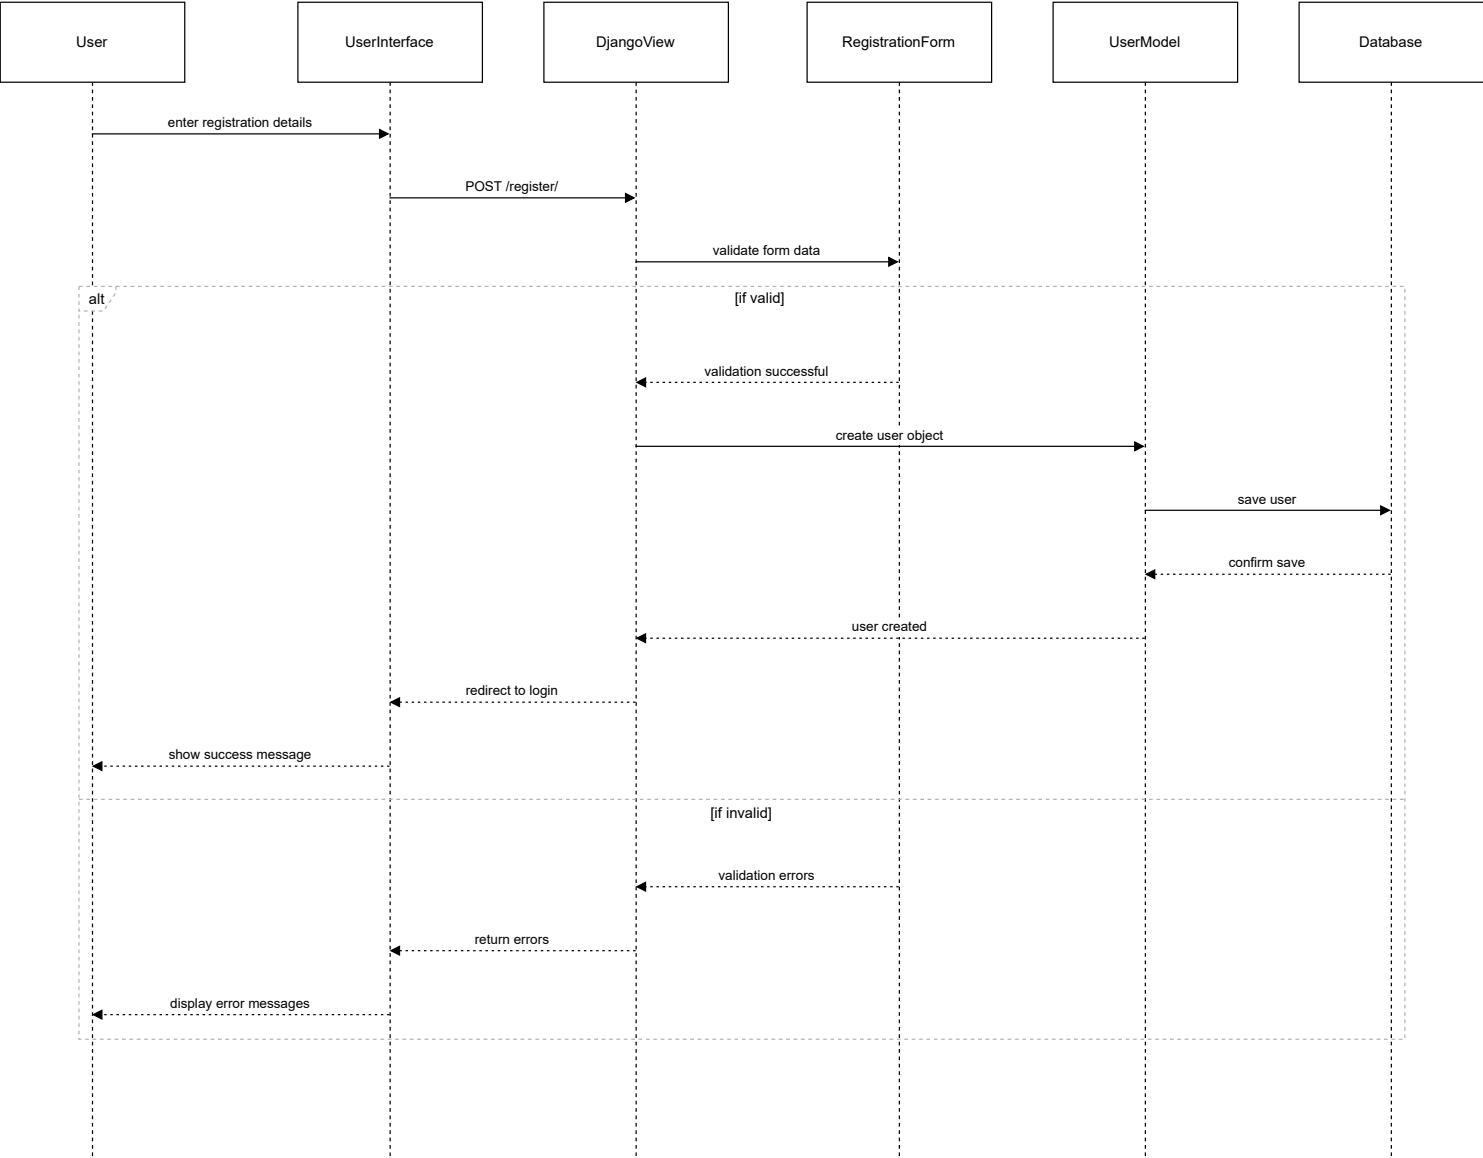 User
UserInterface
DjangoView
RegistrationForm
UserModel
Database
enter registration details
POST /register/
validate form data
alt
[if valid]
validation successful
create user object
save user
confirm save
user created
redirect to login
show success message
[if invalid]
validation errors
return errors
display error messages